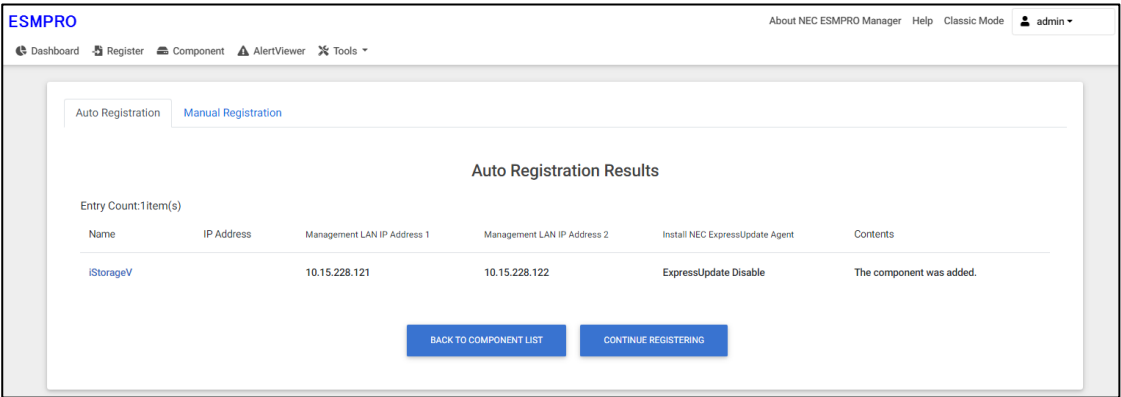 ESMPRO
About NEC ESMPRO Manager Help Classic Mode admin
Dashboard Register Component AlertViewer Tools
Auto Registration Manual Registration
Auto Registration Results
Entry Count:1item(s)
Name IP Address Management LAN IP Address 1 Management LAN IP Address 2 Install NEC ExpressUpdate Agent Contents
iStorageV 10.15.228.121 10.15.228.122 ExpressUpdate Disable The component was added.
BACK TO COMPONENT LIST CONTINUE REGISTERING